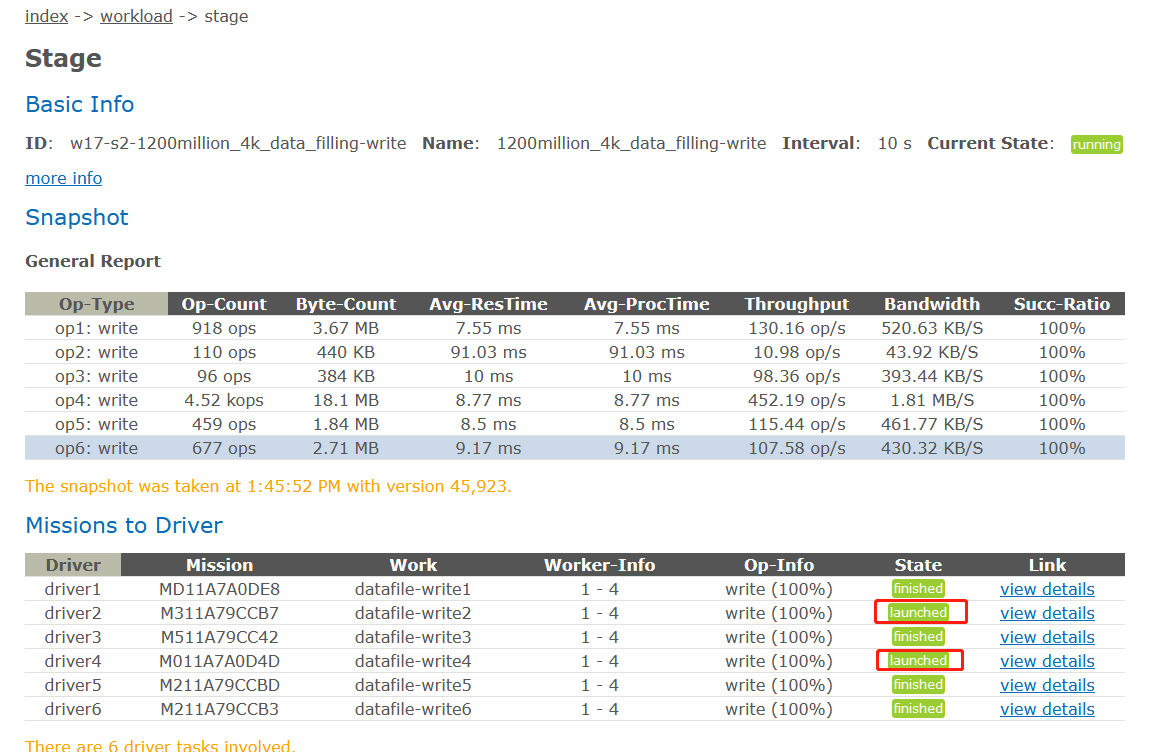 index -> workload -> stage
Stage
Basic Info
ID: w17-s2-1200million_4k_data_filling-write Name: 1200million_4k_data_filling-write Interval: 10 s Current State: running
more info
Snapshot
General Report
Op-Type Op-Count Byte-Count Avg-ResTime Avg-ProcTime Throughput Bandwidth Succ-Ratio
op1: write 918 ops 3.67 MB 7.55 ms 7.55 ms 130.16 op/s 520.63 KB/S 100%
op2: write 110 ops 440 KB 91.03 ms 91.03 ms 10.98 op/s 43.92 KB/S 100%
op3: write 96 ops 384 KB 10 ms 10 ms 98.36 op/s 393.44 KB/S 100%
op4: write 4.52 kops 18.1 MB 8.77 ms 8.77 ms 452.19 op/s 1.81 MB/S 100%
op5: write 459 ops 1.84 MB 8.5 ms 8.5 ms 115.44 op/s 461.77 KB/S 100%
op6: write 677 ops 2.71 MB 9.17 ms 9.17 ms 107.58 op/s 430.32 KB/S 100%
The snapshot was taken at 1:45:52 PM with version 45,923.
Missions to Driver
Driver Mission Work Worker-Info Op-Info State Link
driver1 MD11A7A0DE8 datafile-write1 1 - 4 write (100%) finished view details
driver2 M311A79CCB7 datafile-write2 1 - 4 write (100%) launched view details
driver3 M511A79CC42 datafile-write3 1 - 4 write (100%) finished view details
driver4 M011A7A0D4D datafile-write4 1 - 4 write (100%) launched view details
driver5 M211A79CCBD datafile-write5 1 - 4 write (100%) finished view details
driver6 M211A79CCB3 datafile-write6 1 - 4 write (100%) finished view details
There are 6 driver tasks involved.